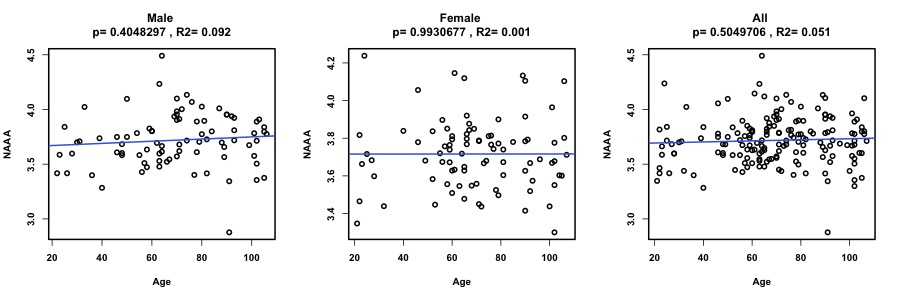 Male
p= 0.4048297 , R2= 0.092
NAAA
4.5
4.0
3.5
3.0
20 40 60 80 100
Age
Female
p= 0.9930677 , R2= 0.001
NAAA
4.2
4.0
3.8
3.6
3.4
20 40 60 80 100
Age
All
p= 0.5049706 , R2= 0.051
NAAA
4.5
4.0
3.5
3.0
20 40 60 80 100
Age